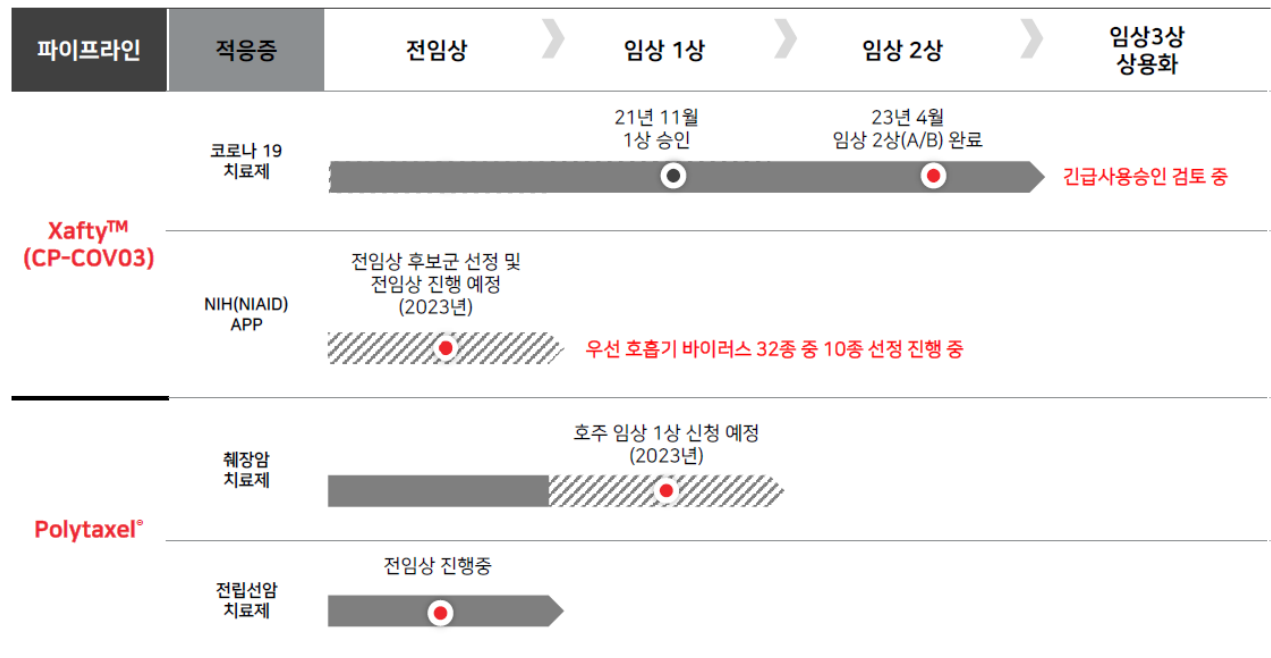 파이프라인
적응증
전임상
임상 1상
임상 2상
임상3상
상용화
Xafty™
(CP-COV03)
코로나 19
치료제
21년 11월
1상 승인
23년 4월
임상 2상(A/B) 완료
긴급사용승인 검토 중
NIH(NIAID)
APP
전임상 후보군 선정 및
전임상 진행 예정
(2023년)
우선 호흡기 바이러스 32종 중 10종 선정 진행 중
Polytaxel®
췌장암
치료제
호주 임상 1상 신청 예정
(2023년)
전립선암
치료제
전임상 진행중